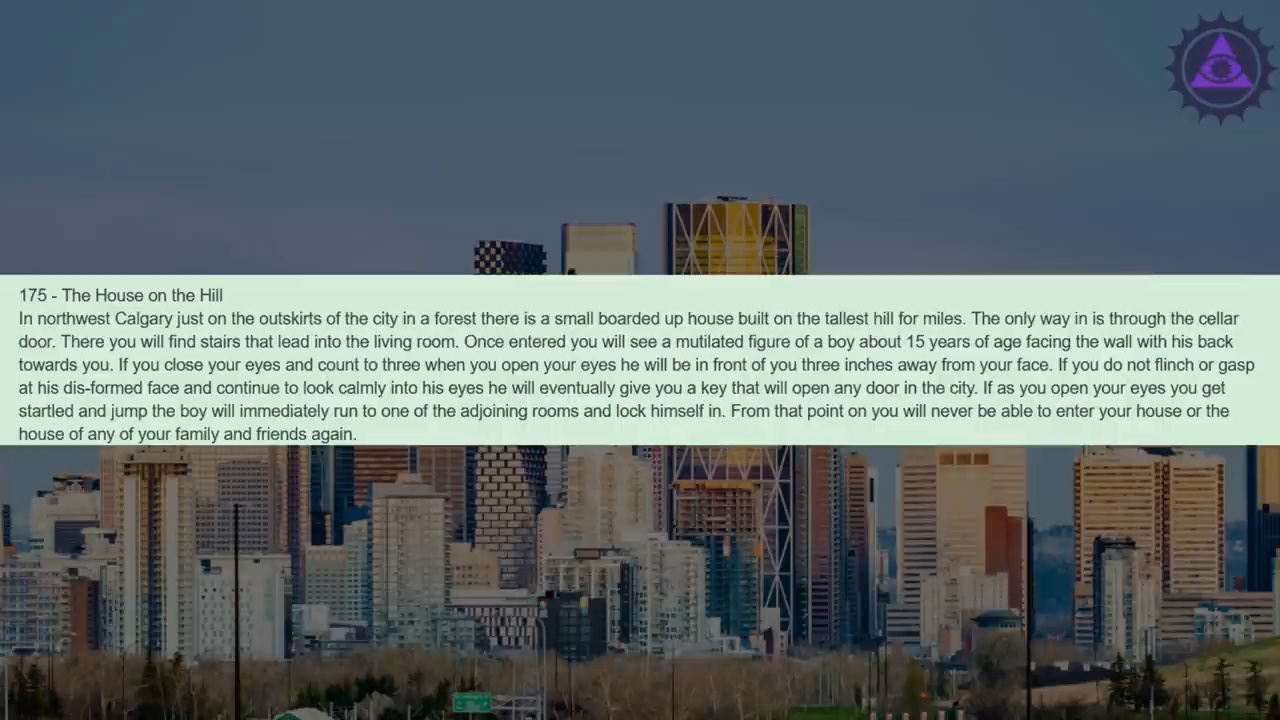 175 - The House on the Hill
In northwest Calgary just on the outskirts of the city in a forest there is a small boarded up house built on the tallest hill for miles. The only way in is through the cellar
door. There you will find stairs that lead into the living room. Once entered you will see a mutilated figure of a boy about 15 years of age facing the wall with his back
towards you. If you close your eyes and count to three when you open your eyes he will be in front of you three inches away from your face. If you do not flinch or gasp
at his dis-formed face and continue to look calmly into his eyes he will eventually give you a key that will open any door in the city. If as you open your eyes you get
startled and jump the boy will immediately run to one of the adjoining rooms and lock himself in. From that point on you will never be able to enter your house or the
house of any of your family and friends again.